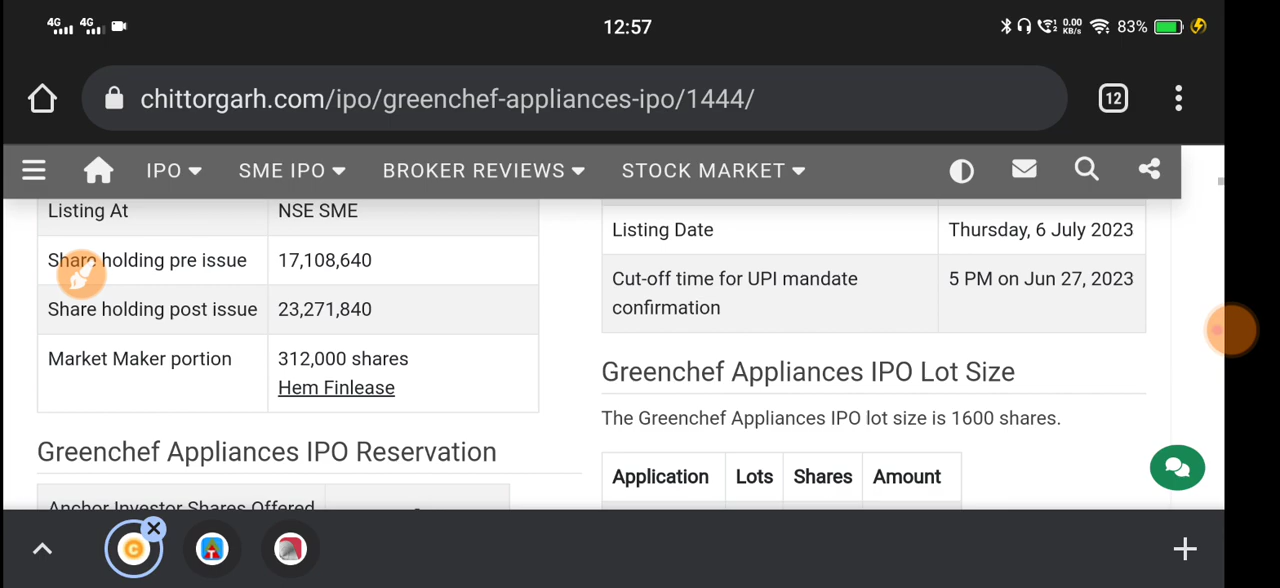 4G 4G 12:57 0.00 KB/s 83%
chittorgarh.com/ipo/greenchef-appliances-ipo/1444/ 12
IPO SME IPO BROKER REVIEWS STOCK MARKET
Listing At NSE SME
Share holding pre issue 17,108,640
Share holding post issue 23,271,840
Market Maker portion 312,000 shares
Hem Finlease
Greenchef Appliances IPO Reservation
Anchor Investor Shares Offered
Listing Date Thursday, 6 July 2023
Cut-off time for UPI mandate 5 PM on Jun 27, 2023
confirmation
Greenchef Appliances IPO Lot Size
The Greenchef Appliances IPO lot size is 1600 shares.
Application Lots Shares Amount